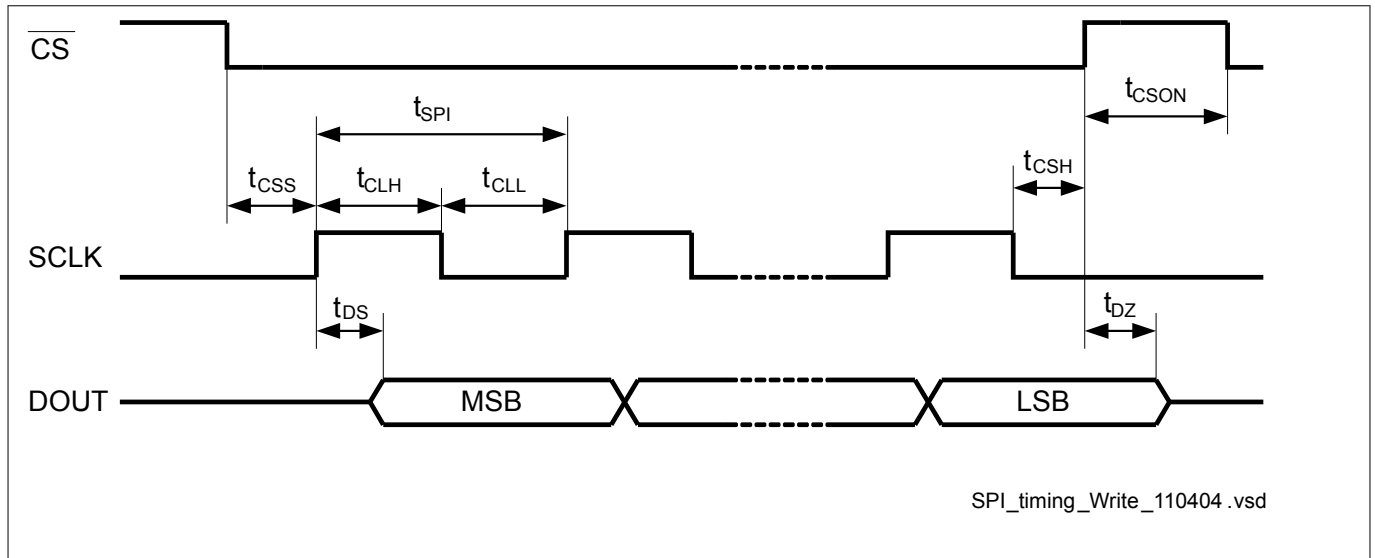 CS
tCSON
tSPI
tCSH
tCSS tCLH tCLL
SCLK
tDS
tDZ
DOUT MSB LSB
SPI_timing_Write_110404.vsd